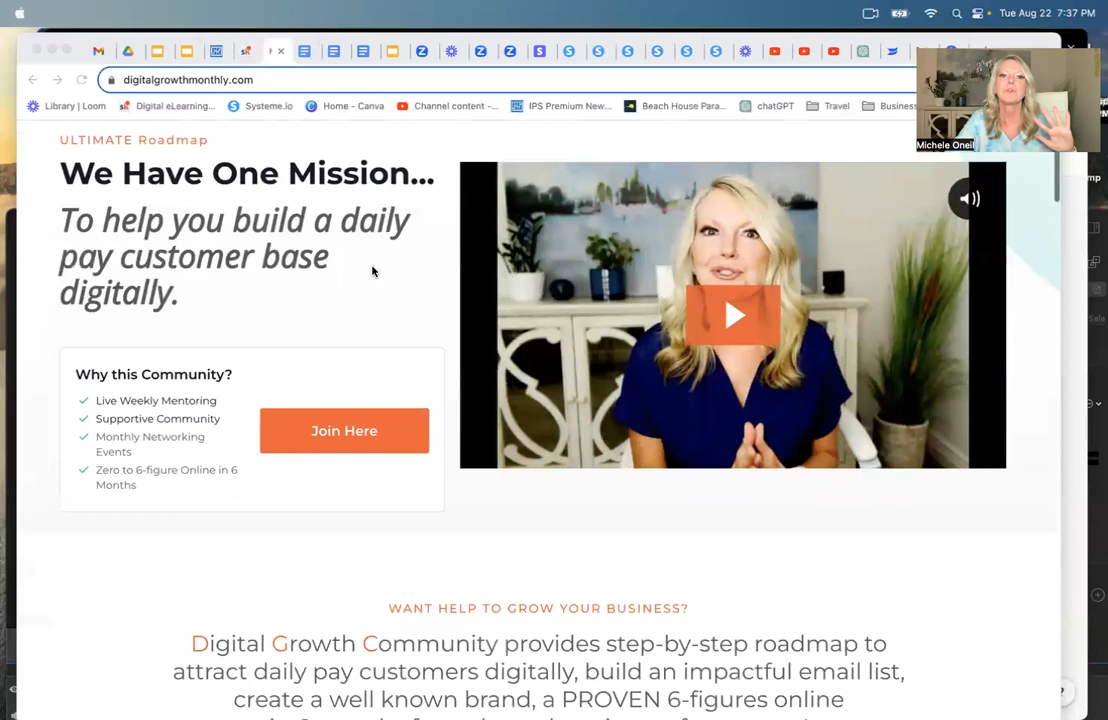 Tue Aug 22 7:37 PM
digitalgrowthmonthly.com
Library | Loom
Digital eLearning...
Systeme.io
Home - Canva
Channel content -...
IPS Premium New...
Beach House Para...
chatGPT
Travel
Business
Michele Oneil
ULTIMATE Roadmap
We Have One Mission...
To help you build a daily
pay customer base
digitally.
Why this Community?
Live Weekly Mentoring
Supportive Community
Monthly Networking
Events
Zero to 6-figure Online in 6
Months
Join Here
WANT HELP TO GROW YOUR BUSINESS?
Digital Growth Community provides step-by-step roadmap to
attract daily pay customers digitally, build an impactful email list,
create a well known brand, a PROVEN 6-figures online